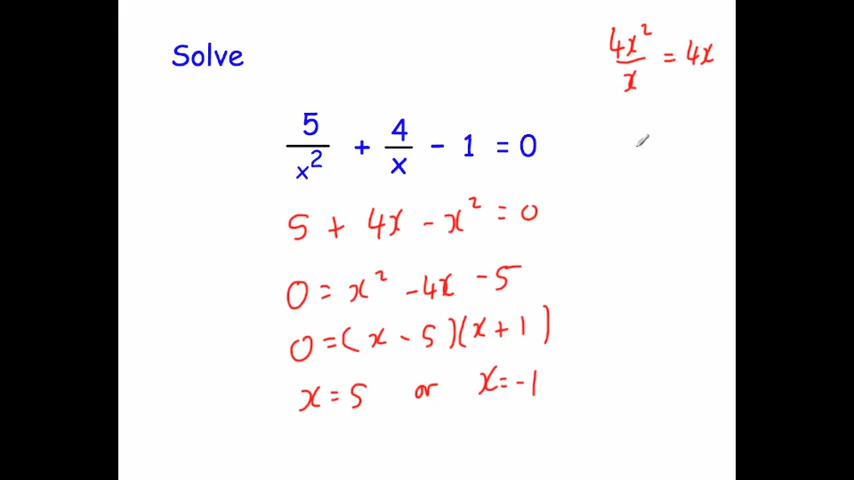 Solve
4x²/x = 4x
5/x² + 4/x - 1 = 0
5 + 4x - x² = 0
0 = x² - 4x - 5
0 = (x - 5)(x + 1)
x = 5 or x = -1